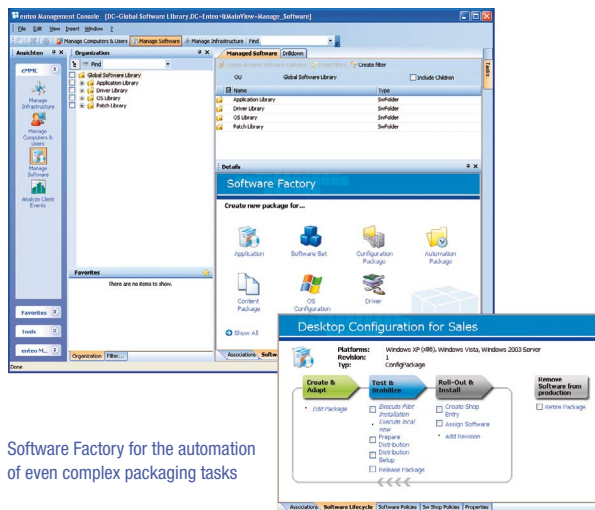 enteo Management Console [DC=Global Software Library,DC=Enteo>&MainView=Manage_Software]
File Edit View Insert Window ?
Manage Computers & Users Manage Software Manage Infrastructure Find
Ansichten
eMMC
Manage
Infrastructure
Manage
Computers &
Users
Manage
Software
Analyze Client
Events
Favorites
Tools
enteo M...
Done
Organization
Find
Global Software Library
Application Library
Driver Library
OS Library
Patch Library
Favorites
There are no items to show.
Organization Filter...
Managed Software Drilldown
Create filter
OU Global Software Library Include Children
Name Type
Application Library SwFolder
Driver Library SwFolder
OS Library SwFolder
Patch Library SwFolder
Tasks
Details
Software Factory
Create new package for...
Application
Software Set
Configuration
Package
Automation
Package
Content
Package
OS
Configuration
Driver
Show All
Associations Softw
Desktop Configuration for Sales
Platforms: Windows XP (x86), Windows Vista, Windows 2003 Server
Revision: 1
Typ: ConfigPackage
Create &
Adapt
Edit Package
Test &
Stabilize
Execute Pilot
Installation
Execute local
now
Prepare
Distribution
Distribution
Setup
Release Package
Roll-Out &
Install
Create Shop
Entry
Assign Software
Add Revision
Remove
Software from
production
Retire Package
Associations Software Lifecycle Software Policies Sw Shop Policies Properties
Software Factory for the automation
of even complex packaging tasks